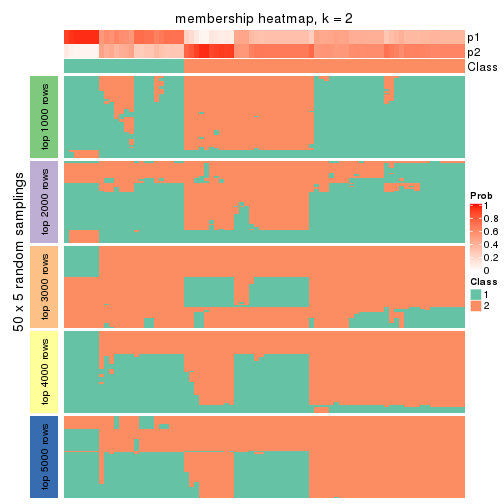 membership heatmap, k = 2
p1
p2
Class
50 x 5 random samplings
top 1000 rows
top 2000 rows
top 3000 rows
top 4000 rows
top 5000 rows
Prob
1
0.8
0.6
0.4
0.2
0
Class
1
2